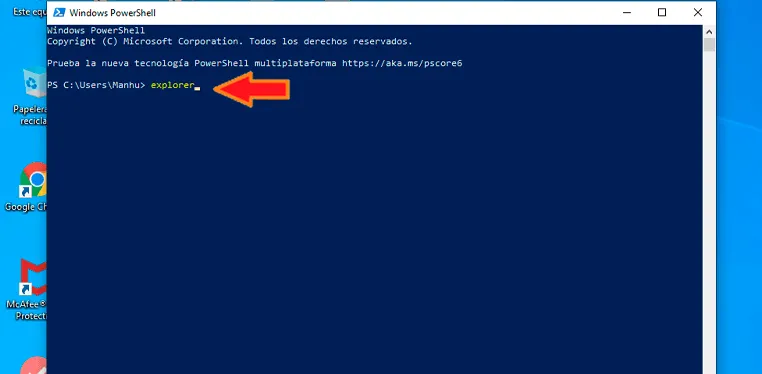 Este equ
Windows PowerShell
Windows PowerShell
Copyright (C) Microsoft Corporation. Todos los derechos reservados.
Prueba la nueva tecnología PowerShell multiplataforma https://aka.ms/pscore6
PS C:\Users\Manhu> explorer
Papelera
recicla
Google Ch
McAfee®
Protecti